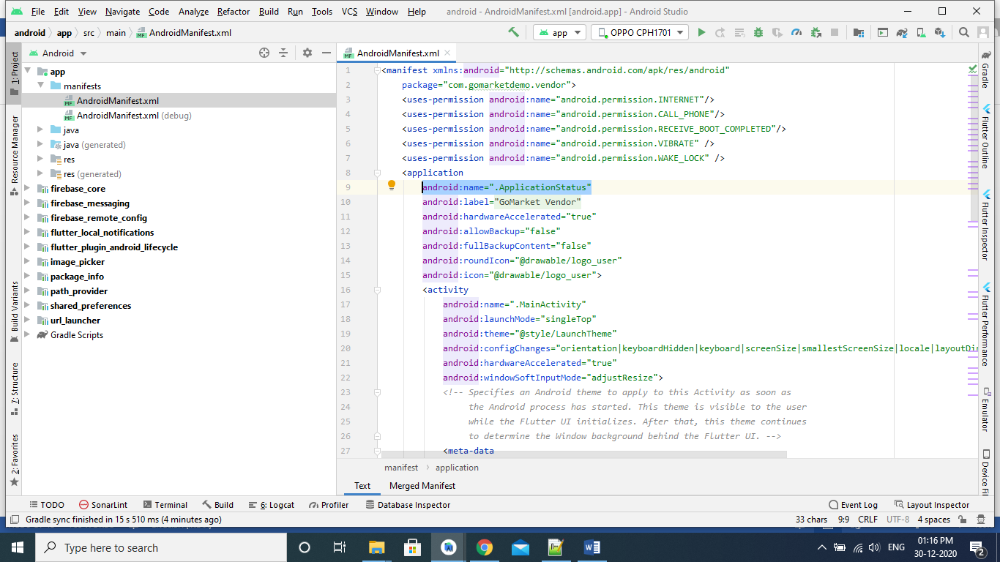 File Edit View Navigate Code Analyze Refactor Build Run Tools VCS Window Help android - AndroidManifest.xml [android.app] - Android Studio
android app src main AndroidManifest.xml app OPPO CPH1701
Android
AndroidManifest.xml
1: Project
Resource Manager
Build Variants
7: Structure
2: Favorites
app
manifests
AndroidManifest.xml
AndroidManifest.xml (debug)
java
java (generated)
res
res (generated)
firebase_core
firebase_messaging
firebase_remote_config
flutter_local_notifications
flutter_plugin_android_lifecycle
image_picker
package_info
path_provider
shared_preferences
url_launcher
Gradle Scripts
1 <manifest xmlns:android="http://schemas.android.com/apk/res/android"
2 package="com.gomarketdemo.vendor">
3 <uses-permission android:name="android.permission.INTERNET"/>
4 <uses-permission android:name="android.permission.CALL_PHONE"/>
5 <uses-permission android:name="android.permission.RECEIVE_BOOT_COMPLETED"/>
6 <uses-permission android:name="android.permission.VIBRATE" />
7 <uses-permission android:name="android.permission.WAKE_LOCK" />
8 <application
9 android:name=".ApplicationStatus"
10 android:label="GoMarket Vendor"
11 android:hardwareAccelerated="true"
12 android:allowBackup="false"
13 android:fullBackupContent="false"
14 android:roundIcon="@drawable/logo_user"
15 android:icon="@drawable/logo_user">
16 <activity
17 android:name=".MainActivity"
18 android:launchMode="singleTop"
19 android:theme="@style/LaunchTheme"
20 android:configChanges="orientation|keyboardHidden|keyboard|screenSize|smallestScreenSize|locale|layoutDir
21 android:hardwareAccelerated="true"
22 android:windowSoftInputMode="adjustResize">
23 <!-- Specifies an Android theme to apply to this Activity as soon as
24 the Android process has started. This theme is visible to the user
25 while the Flutter UI initializes. After that, this theme continues
26 to determine the Window background behind the Flutter UI. -->
27 <meta-data
manifest application
Text Merged Manifest
Gradle
Flutter Outline
Flutter Inspector
Flutter Performance
Emulator
Device Fil
TODO SonarLint Terminal Build 6: Logcat Profiler Database Inspector Event Log Layout Inspector
Gradle sync finished in 15 s 510 ms (4 minutes ago) 33 chars 9:9 CRLF UTF-8 4 spaces
Type here to search ENG 01:16 PM
30-12-2020 2